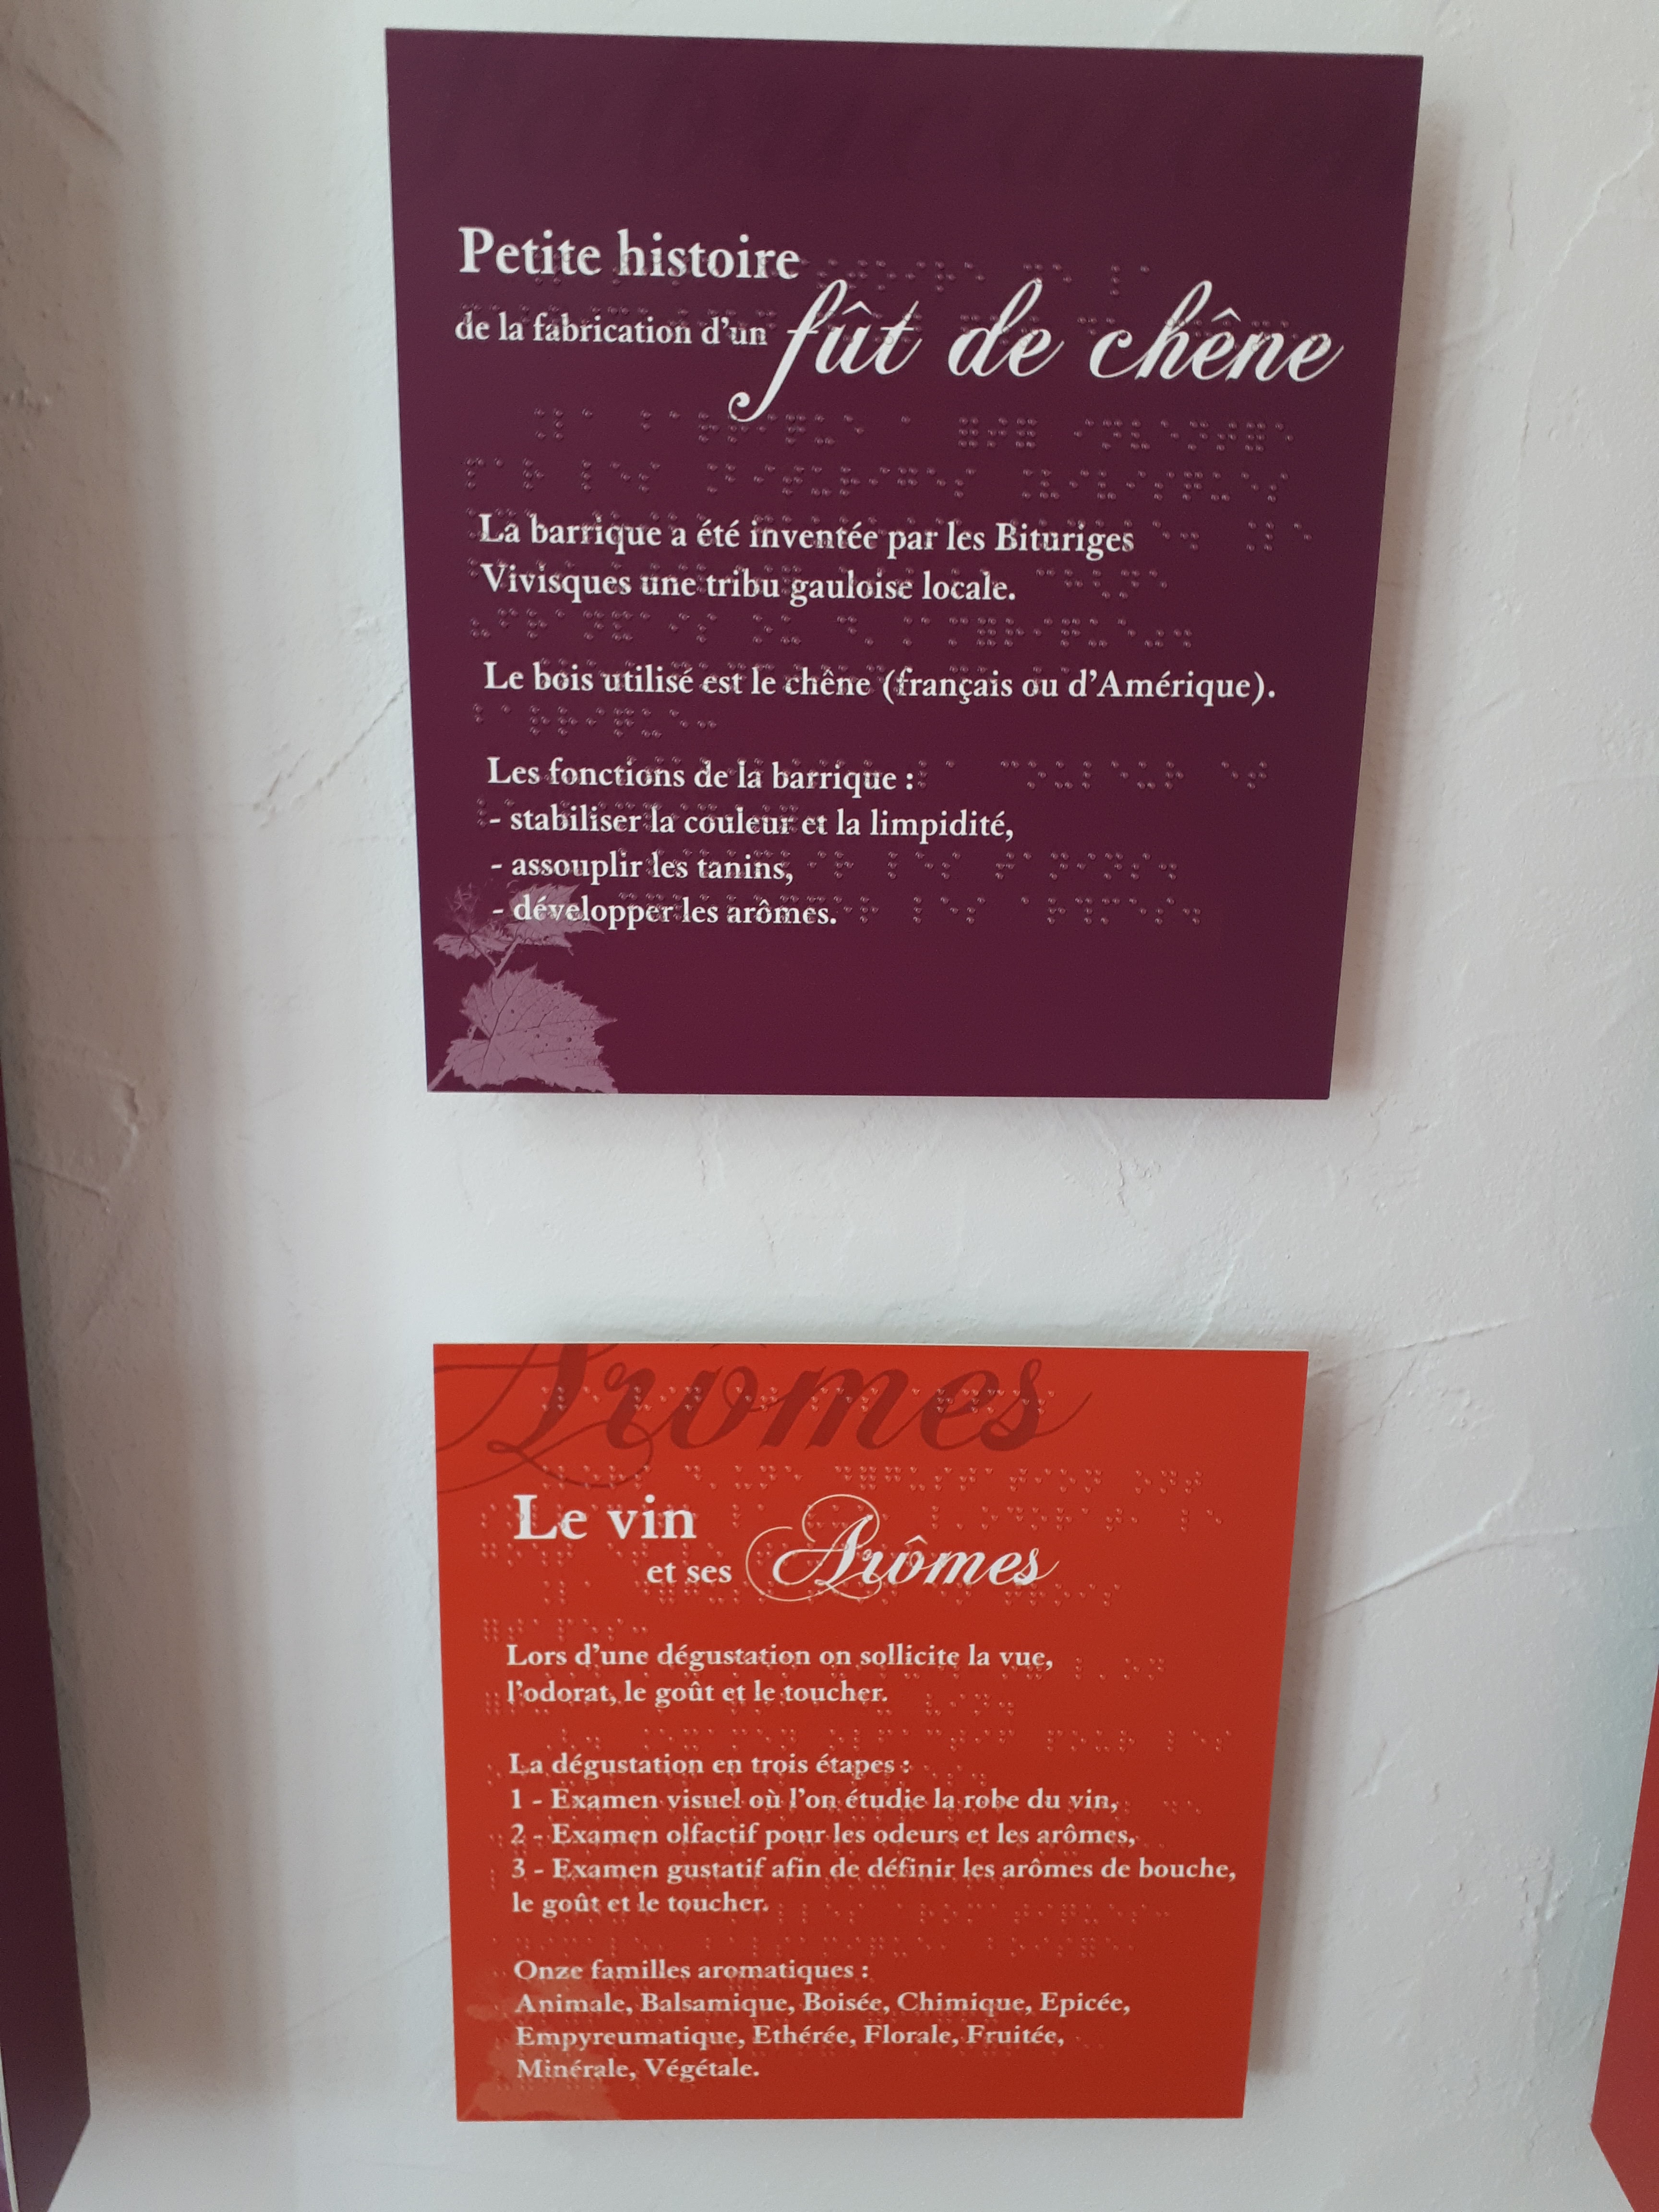 Petite histoire
de la fabrication d'un fût de chêne
La barrique a été inventée par les Bituriges
Vivisques une tribu gauloise locale.
Le bois utilisé est le chêne (français ou d'Amérique).
Les fonctions de la barrique :
- stabiliser la couleur et la limpidité,
- assouplir les tanins,
- développer les arômes.
Arômes
Le vin
et ses Arômes
Lors d'une dégustation on sollicite la vue,
l'odorat, le goût et le toucher.
La dégustation en trois étapes :
1 - Examen visuel où l'on étudie la robe du vin,
2 - Examen olfactif pour les odeurs et les arômes,
3 - Examen gustatif afin de définir les arômes de bouche,
le goût et le toucher.
Onze familles aromatiques :
Animale, Balsamique, Boisée, Chimique, Epicée,
Empyreumatique, Ethérée, Florale, Fruitée,
Minérale, Végétale.